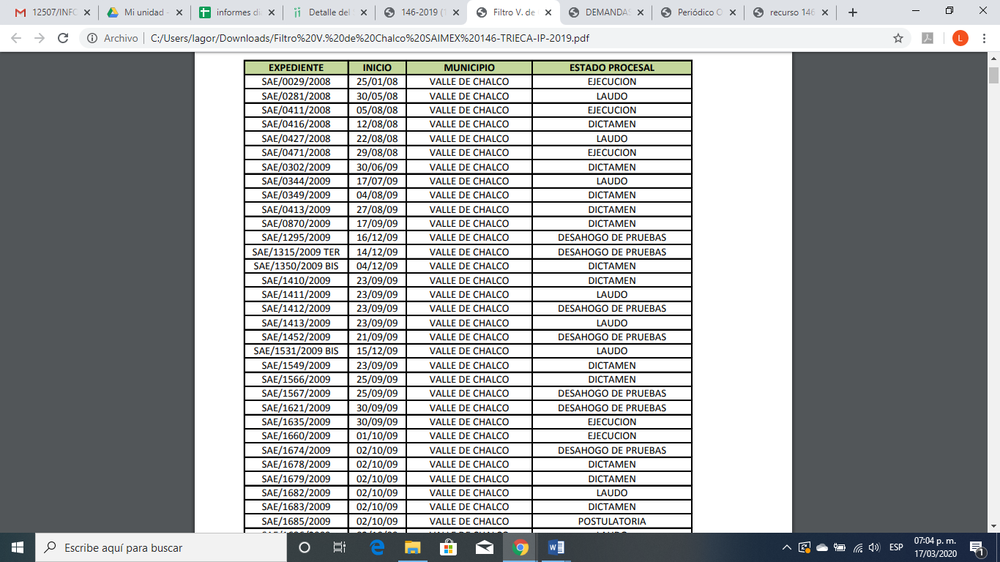 12507/INFO
Mi unidad -
informes di
Detalle del
146-2019 (1
Filtro V. de
DEMANDAS
Periódico O
recurso 146
Archivo C:/Users/lagor/Downloads/Filtro%20V.%20de%20Chalco%20SAIMEX%20146-TRIECA-IP-2019.pdf
L
EXPEDIENTE INICIO MUNICIPIO ESTADO PROCESAL
SAE/0029/2008 25/01/08 VALLE DE CHALCO EJECUCION
SAE/0281/2008 30/05/08 VALLE DE CHALCO LAUDO
SAE/0411/2008 05/08/08 VALLE DE CHALCO EJECUCION
SAE/0416/2008 12/08/08 VALLE DE CHALCO DICTAMEN
SAE/0427/2008 22/08/08 VALLE DE CHALCO LAUDO
SAE/0471/2008 29/08/08 VALLE DE CHALCO EJECUCION
SAE/0302/2009 30/06/09 VALLE DE CHALCO DICTAMEN
SAE/0344/2009 17/07/09 VALLE DE CHALCO LAUDO
SAE/0349/2009 04/08/09 VALLE DE CHALCO DICTAMEN
SAE/0413/2009 27/08/09 VALLE DE CHALCO DICTAMEN
SAE/0870/2009 17/09/09 VALLE DE CHALCO DICTAMEN
SAE/1295/2009 16/12/09 VALLE DE CHALCO DESAHOGO DE PRUEBAS
SAE/1315/2009 TER 14/12/09 VALLE DE CHALCO DESAHOGO DE PRUEBAS
SAE/1350/2009 BIS 04/12/09 VALLE DE CHALCO DICTAMEN
SAE/1410/2009 23/09/09 VALLE DE CHALCO DICTAMEN
SAE/1411/2009 23/09/09 VALLE DE CHALCO LAUDO
SAE/1412/2009 23/09/09 VALLE DE CHALCO DESAHOGO DE PRUEBAS
SAE/1413/2009 23/09/09 VALLE DE CHALCO LAUDO
SAE/1452/2009 21/09/09 VALLE DE CHALCO DESAHOGO DE PRUEBAS
SAE/1531/2009 BIS 15/12/09 VALLE DE CHALCO LAUDO
SAE/1549/2009 23/09/09 VALLE DE CHALCO DICTAMEN
SAE/1566/2009 25/09/09 VALLE DE CHALCO DICTAMEN
SAE/1567/2009 25/09/09 VALLE DE CHALCO DESAHOGO DE PRUEBAS
SAE/1621/2009 30/09/09 VALLE DE CHALCO DESAHOGO DE PRUEBAS
SAE/1635/2009 30/09/09 VALLE DE CHALCO EJECUCION
SAE/1660/2009 01/10/09 VALLE DE CHALCO EJECUCION
SAE/1674/2009 02/10/09 VALLE DE CHALCO DESAHOGO DE PRUEBAS
SAE/1678/2009 02/10/09 VALLE DE CHALCO DICTAMEN
SAE/1679/2009 02/10/09 VALLE DE CHALCO DICTAMEN
SAE/1682/2009 02/10/09 VALLE DE CHALCO LAUDO
SAE/1683/2009 02/10/09 VALLE DE CHALCO DICTAMEN
SAE/1685/2009 02/10/09 VALLE DE CHALCO POSTULATORIA
Escribe aquí para buscar
ESP
07:04 p. m.
17/03/2020
1